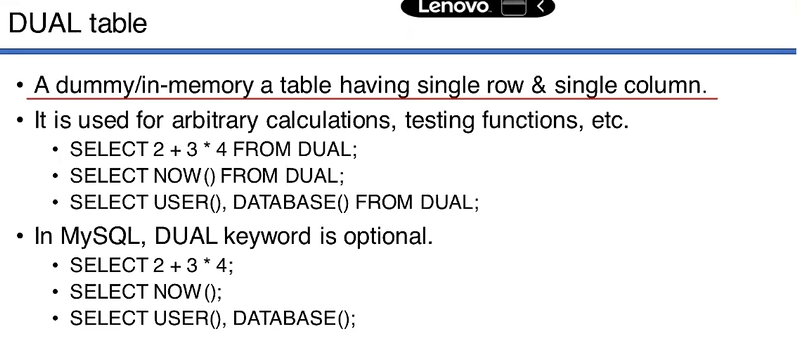 Lenovo
DUAL table
• A dummy/in-memory a table having single row & single column.
• It is used for arbitrary calculations, testing functions, etc.
• SELECT 2 + 3 * 4 FROM DUAL;
• SELECT NOW() FROM DUAL;
• SELECT USER(), DATABASE() FROM DUAL;
• In MySQL, DUAL keyword is optional.
• SELECT 2 + 3 * 4;
• SELECT NOW();
• SELECT USER(), DATABASE();